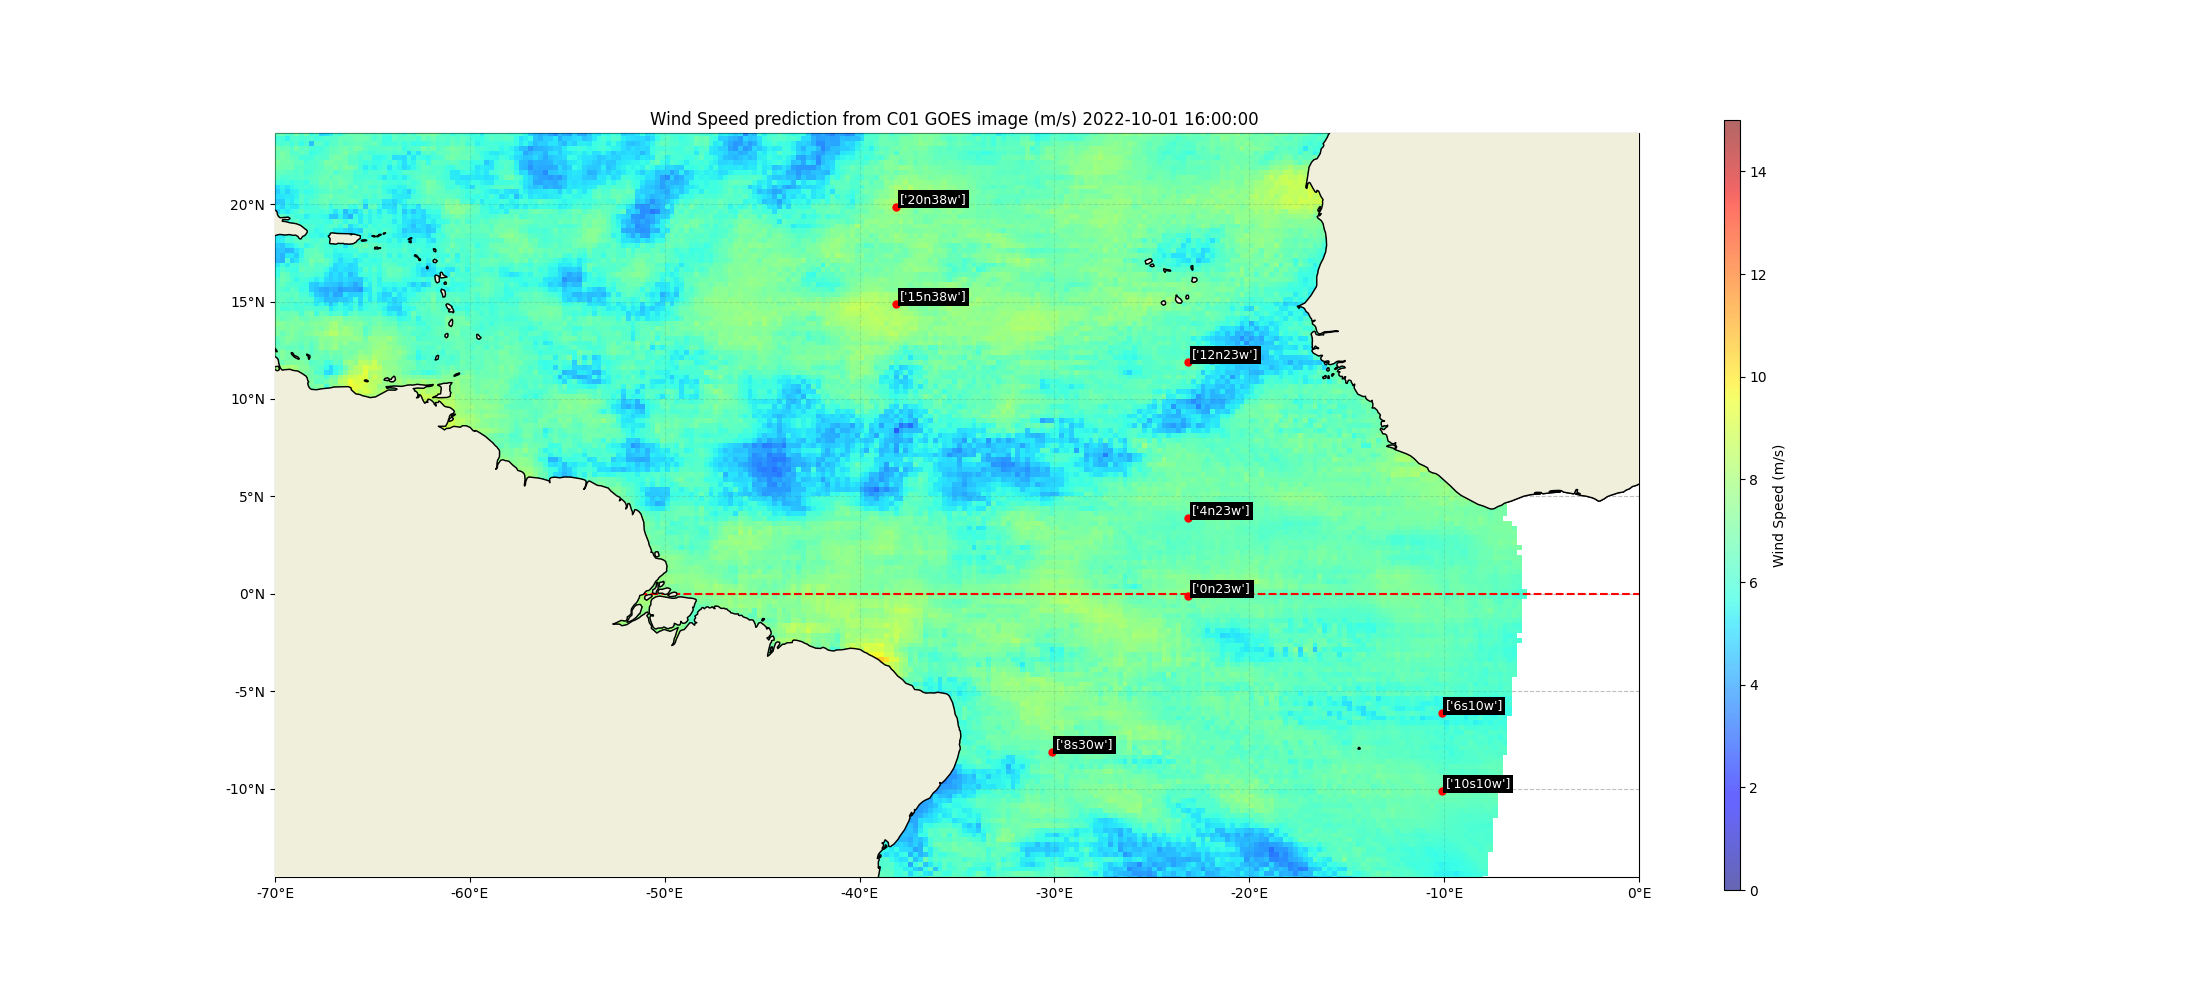 Wind Speed prediction from C01 GOES image (m/s) 2022-10-01 16:00:00
20°N
15°N
10°N
5°N
0°N
-5°N
-10°N
-70°E
-60°E
-50°E
-40°E
-30°E
-20°E
-10°E
0°E
['20n38w']
['15n38w']
['12n23w']
['4n23w']
['0n23w']
['6s10w']
['8s30w']
['10s10w']
14
12
10
8
6
4
2
0
Wind Speed (m/s)